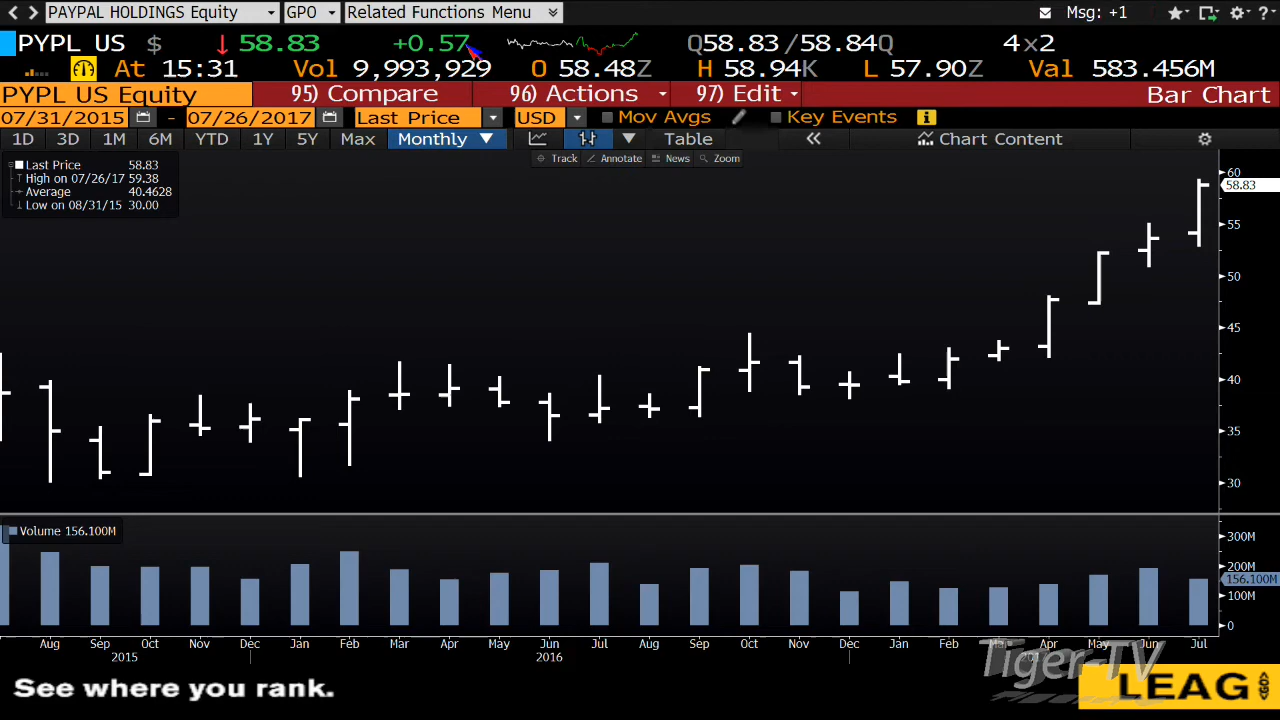 PAYPAL HOLDINGS Equity GPO Related Functions Menu Msg: +1
PYPL US $ ↓ 58.83 +0.57 Q58.83/58.84Q 4×2
At 15:31 Vol 9,993,929 O 58.48Z H 58.94K L 57.90Z Val 583.456M
PYPL US Equity 95) Compare 96) Actions 97) Edit Bar Chart
07/31/2015 - 07/26/2017 Last Price USD Mov Avgs Key Events
1D 3D 1M 6M YTD 1Y 5Y Max Monthly ▼ Table « Chart Content
Track Annotate News Zoom
Last Price 58.83
High on 07/26/17 59.38
Average 40.4628
Low on 08/31/15 30.00
60
58.83
55
50
45
40
35
30
Volume 156.100M
300M
200M
156.100M
100M
0
Aug Sep Oct Nov Dec Jan Feb Mar Apr May Jun Jul Aug Sep Oct Nov Dec Jan Feb Mar Apr May Jun Jul
2015 2016
Tiger-TV
See where you rank.
LEAG